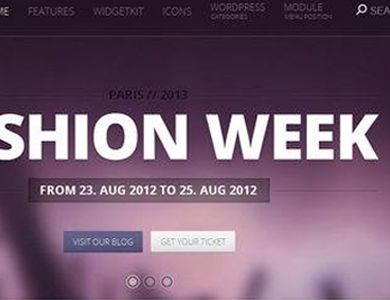 ME FEATURES WIDGETKIT ICONS WORDPRESS MODULE SEA
CATEGORIES MENU POSITION
PARIS // 2013
SHION WEEK
FROM 23. AUG 2012 TO 25. AUG 2012
VISIT OUR BLOG GET YOUR TICKET